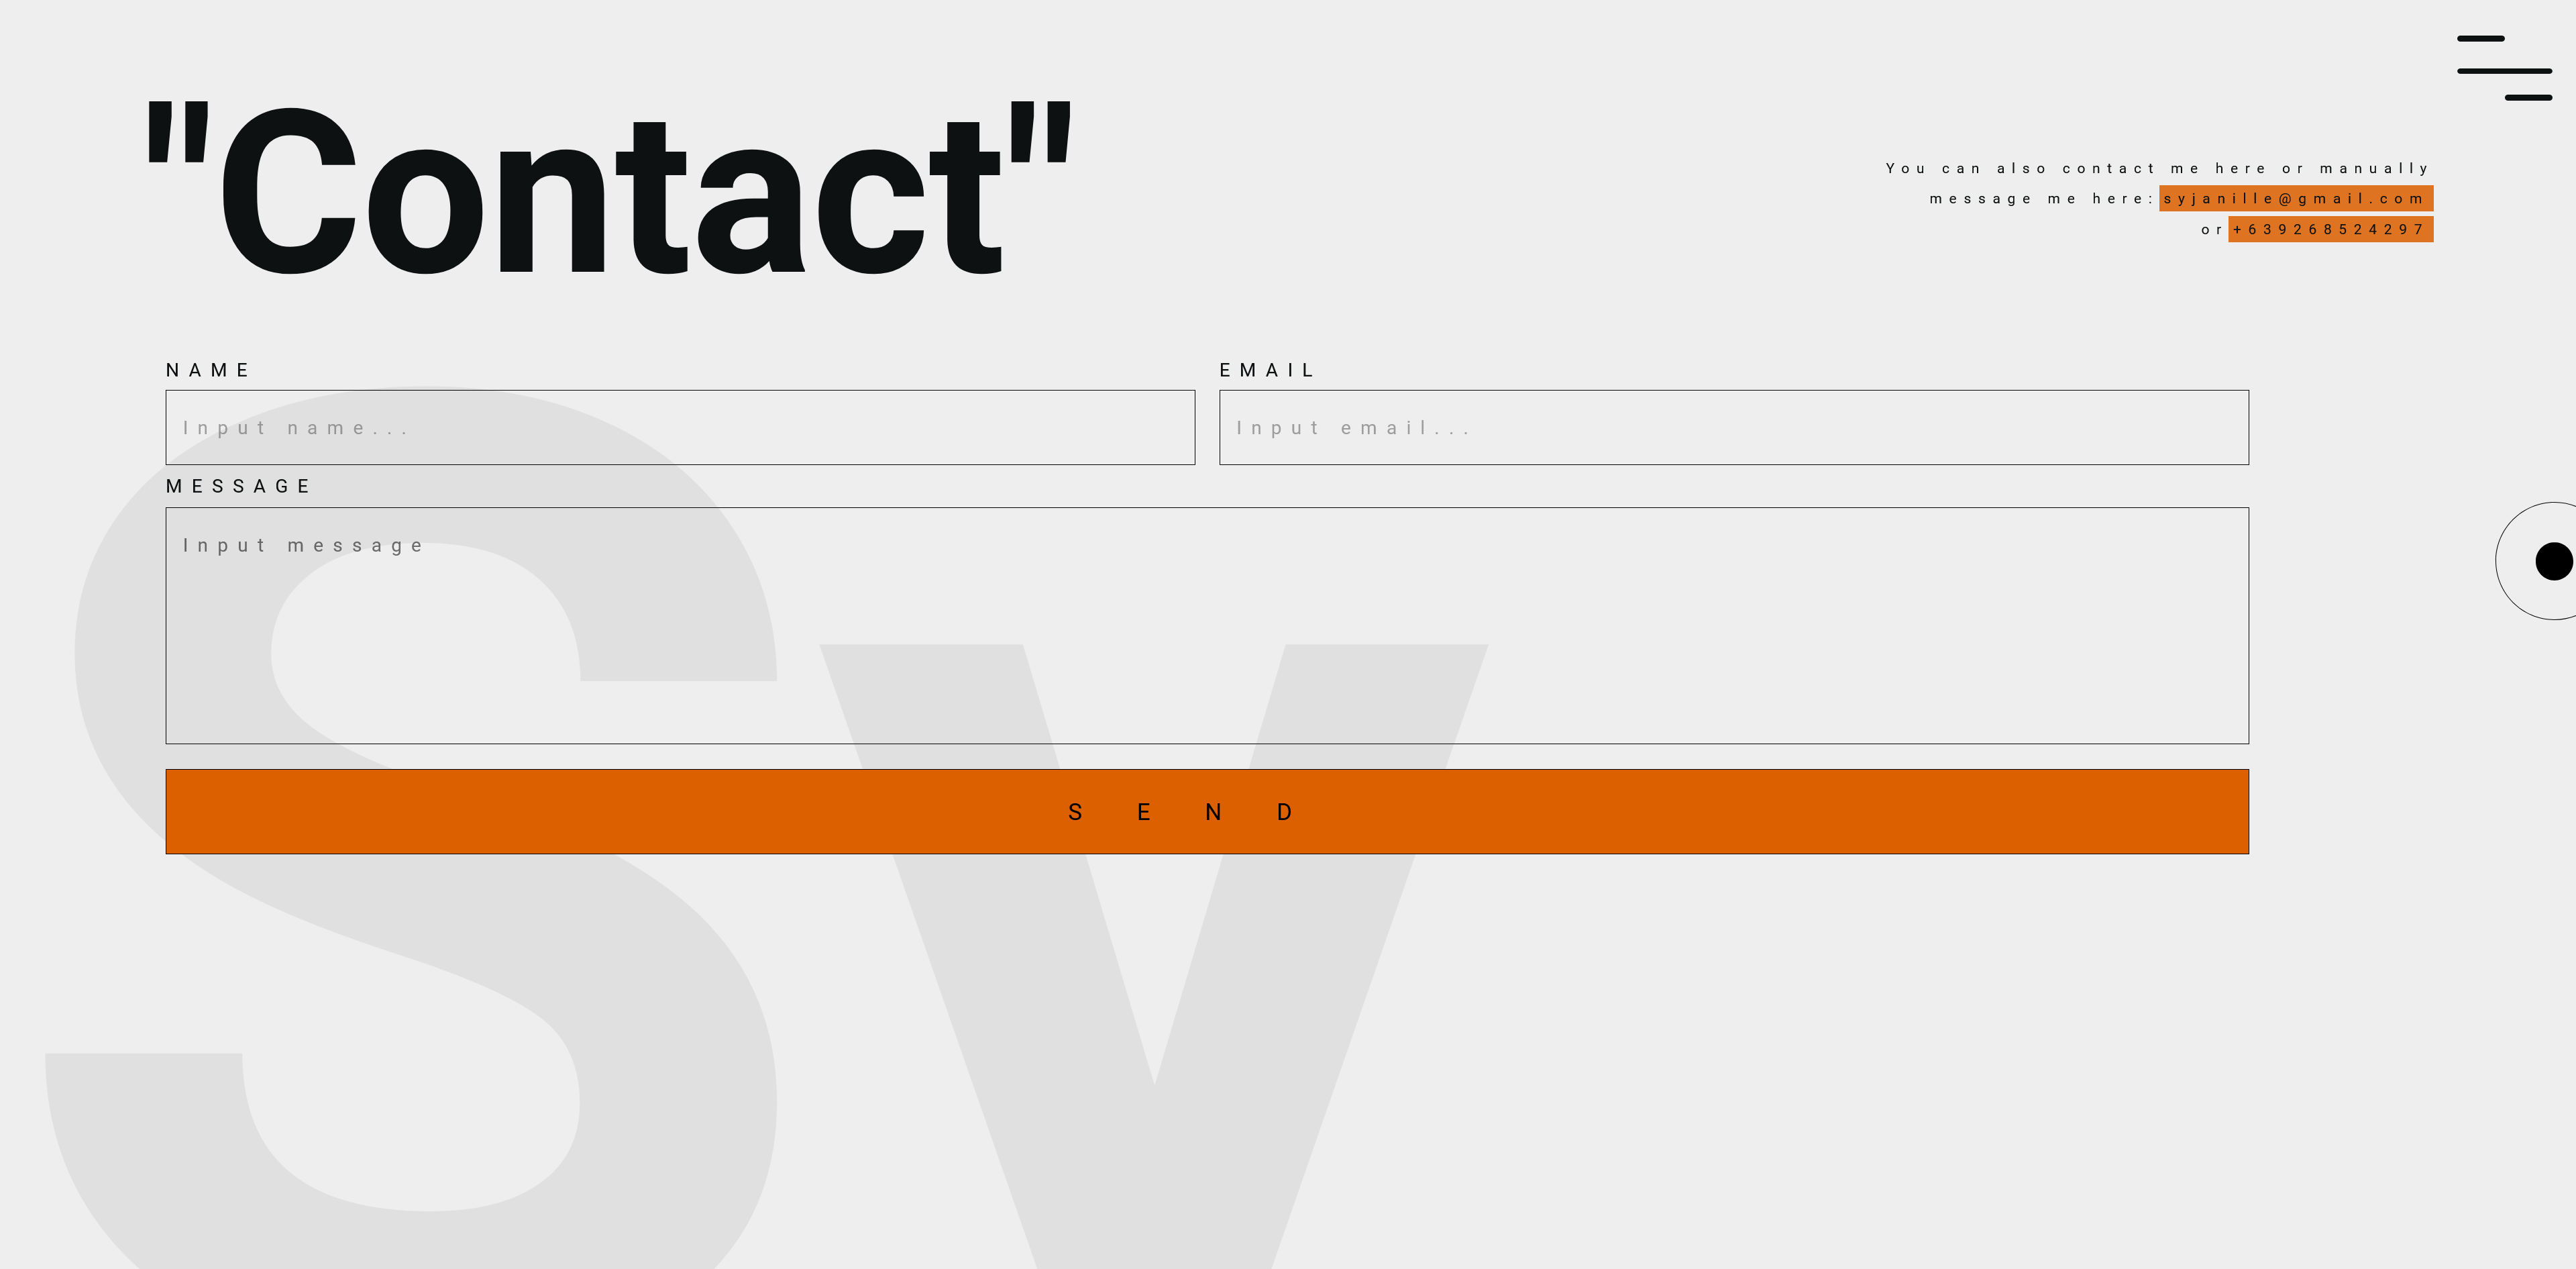 "Contact"
You can also contact me here or manually
message me here: syjanille@gmail.com
or +639268524297
NAME
EMAIL
Input name...
Input email...
MESSAGE
Input message
SEND
Sy